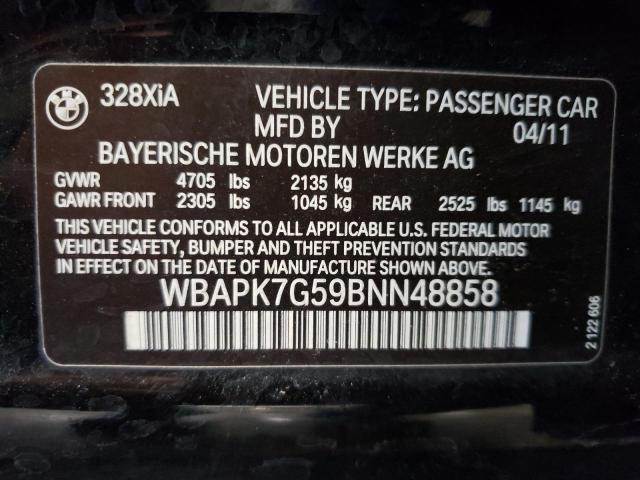 BMW
328XiA VEHICLE TYPE: PASSENGER CAR
MFD BY 04/11
BAYERISCHE MOTOREN WERKE AG
GVWR 4705 lbs 2135 kg
GAWR FRONT 2305 lbs 1045 kg REAR 2525 lbs 1145 kg
THIS VEHICLE CONFORMS TO ALL APPLICABLE U.S. FEDERAL MOTOR
VEHICLE SAFETY, BUMPER AND THEFT PREVENTION STANDARDS
IN EFFECT ON THE DATE OF MANUFACTURE SHOWN ABOVE.
WBAPK7G59BNN48858
2 122 606